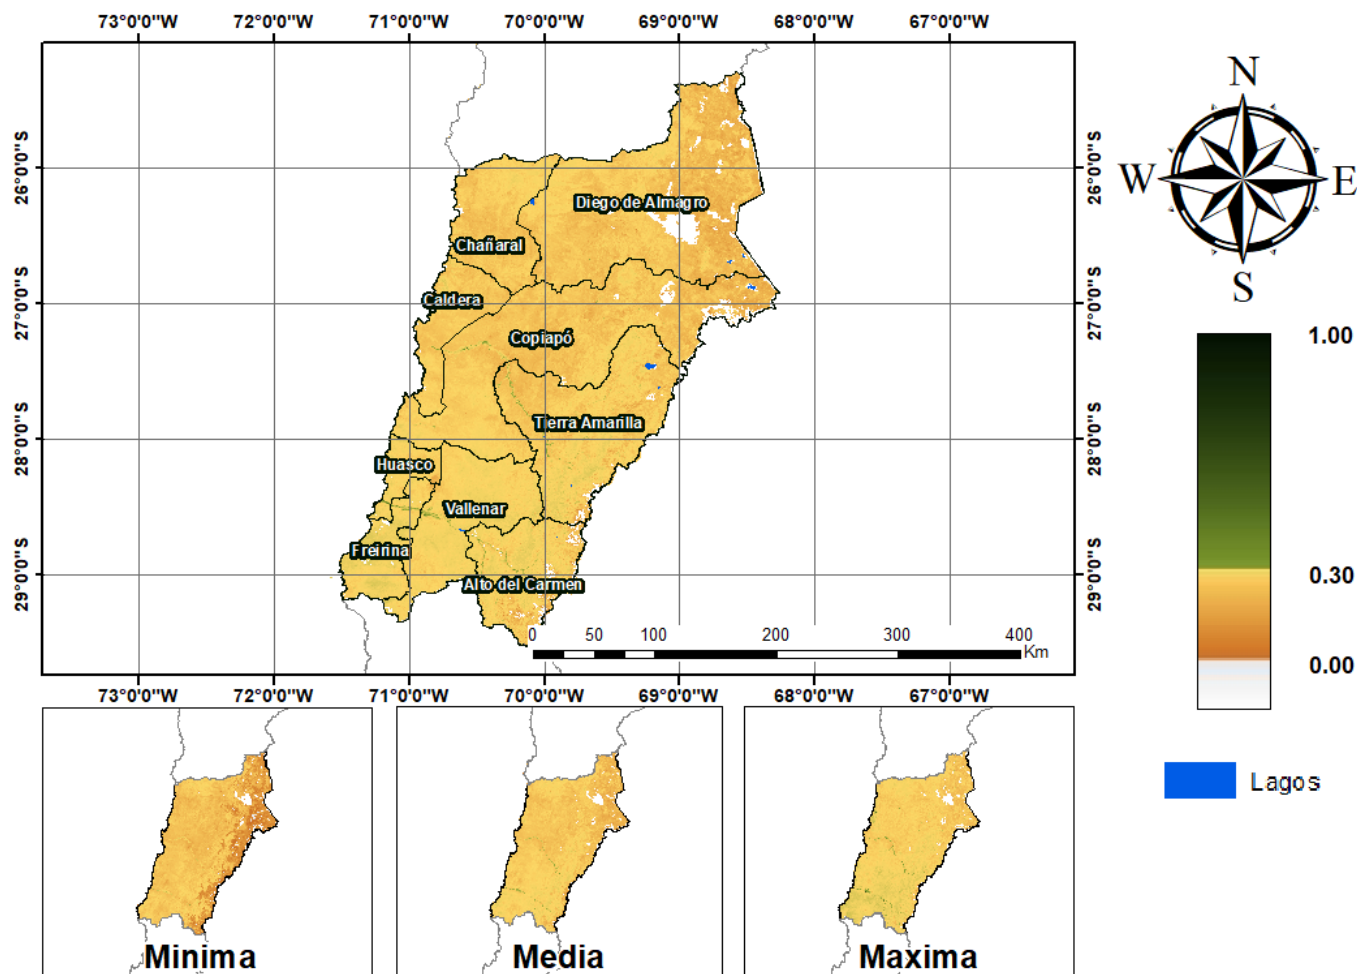 73°0'0"W 72°0'0"W 71°0'0"W 70°0'0"W 69°0'0"W 68°0'0"W 67°0'0"W
N
W E
S
26°0'0"S 26°0'0"S
27°0'0"S 27°0'0"S
28°0'0"S 28°0'0"S
29°0'0"S 29°0'0"S
Diego de Almagro
Chañaral
Caldera
Copiapó
Tierra Amarilla
Huasco
Vallenar
Freirina
Alto del Carmen
0 50 100 200 300 400
Km
73°0'0"W 72°0'0"W 71°0'0"W 70°0'0"W 69°0'0"W 68°0'0"W 67°0'0"W
1.00
0.30
0.00
Lagos
Minima
Media
Maxima